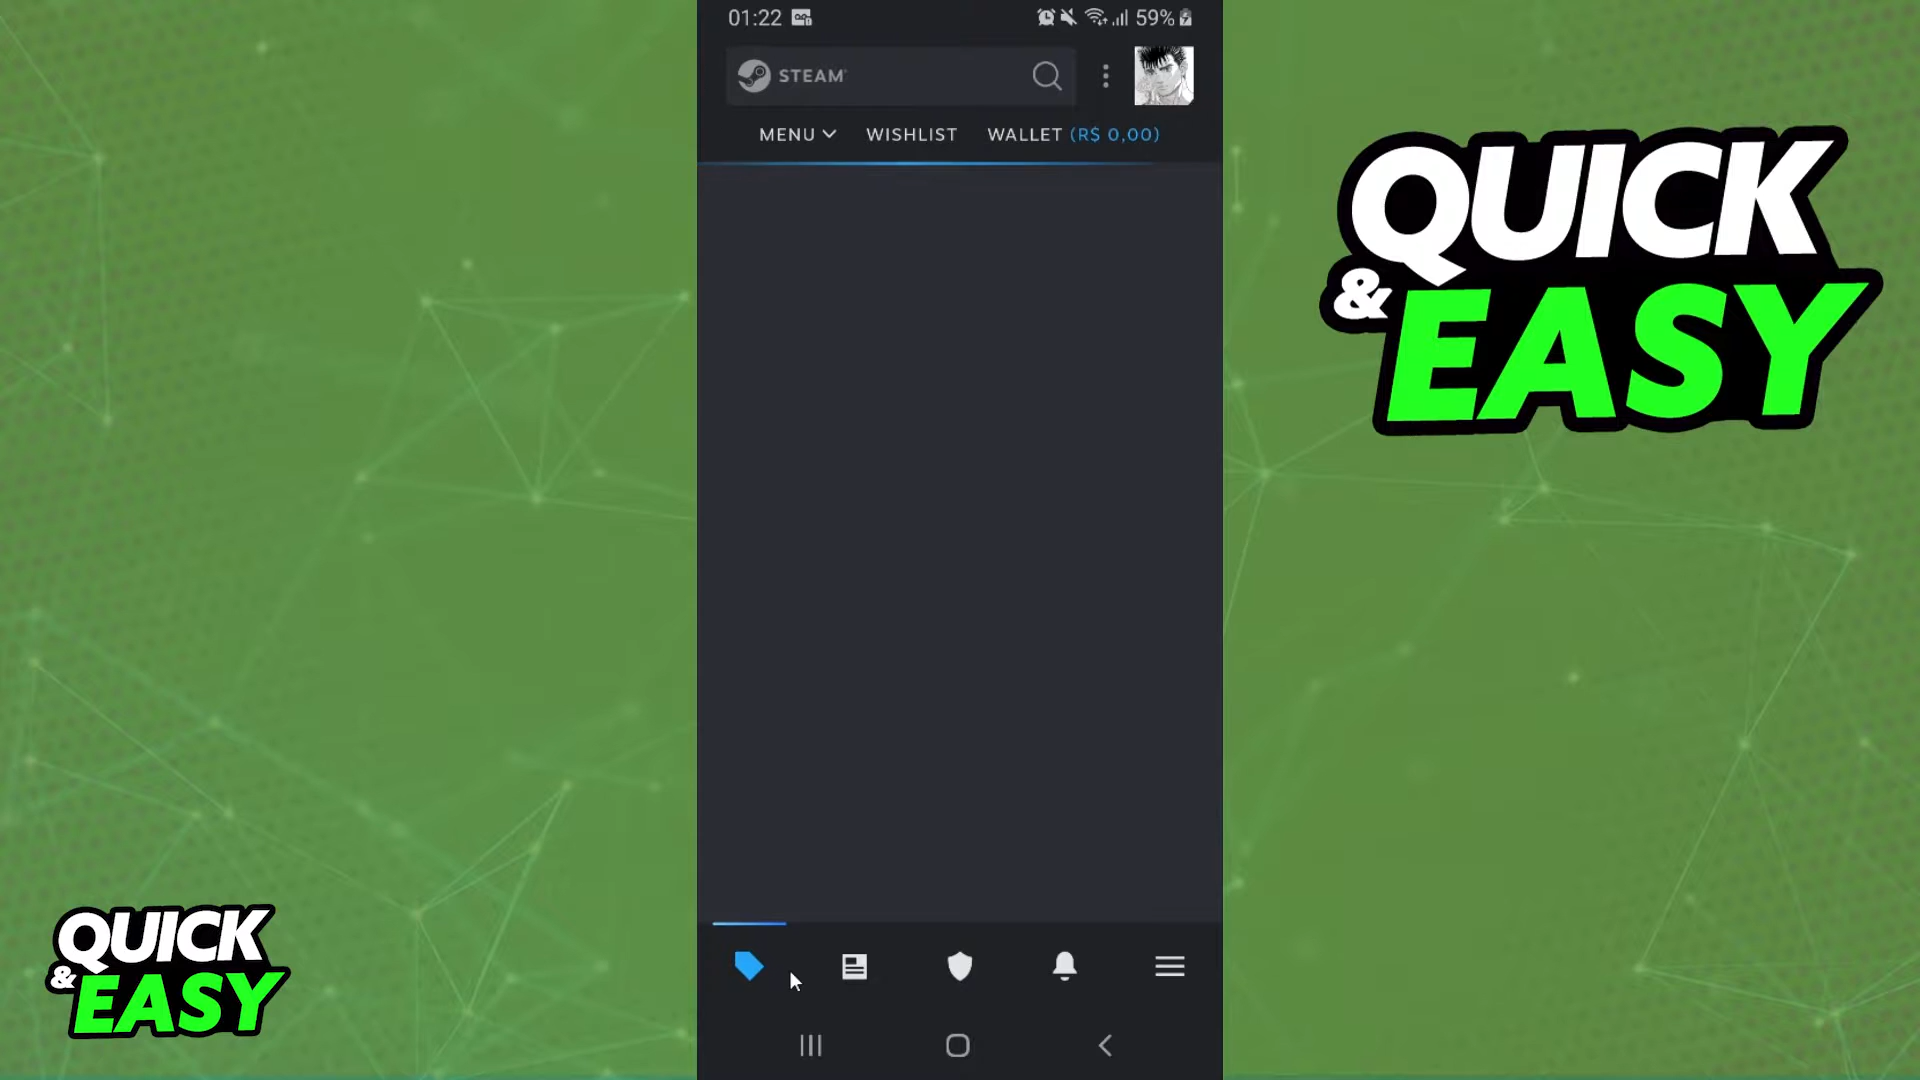 01:22
59%
STEAM
MENU WISHLIST WALLET (R$ 0,00)
QUICK
& EASY
QUICK
& EASY